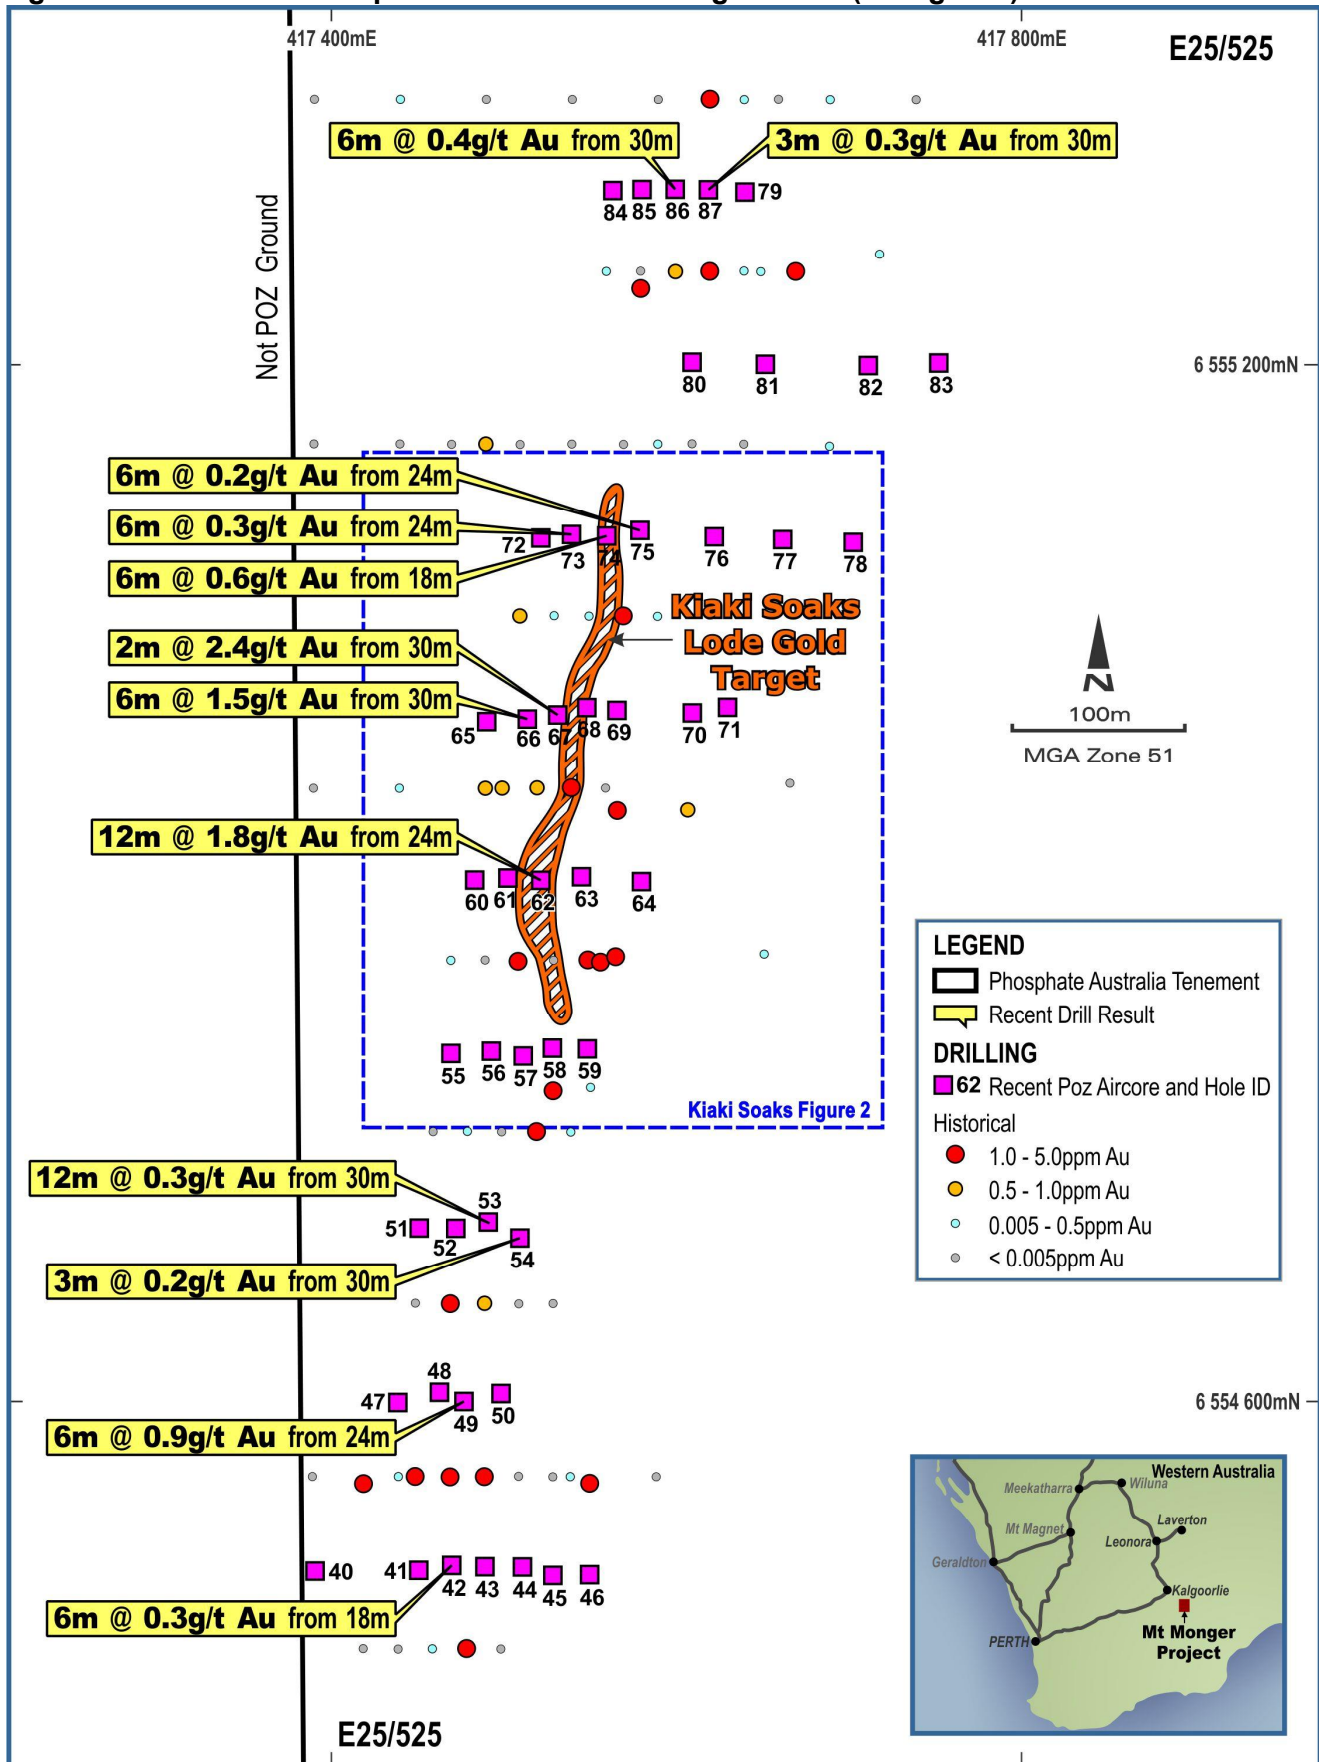 417 400mE
417 800mE
E25/525
6m @ 0.4g/t Au from 30m
3m @ 0.3g/t Au from 30m
84 85 86 87 79
Not POZ Ground
80 81 82 83
6 555 200mN
6m @ 0.2g/t Au from 24m
6m @ 0.3g/t Au from 24m
72 73 74 75 76 77 78
6m @ 0.6g/t Au from 18m
Kiaki Soaks
Lode Gold
Target
2m @ 2.4g/t Au from 30m
6m @ 1.5g/t Au from 30m
65 66 67 68 69 70 71
N
100m
MGA Zone 51
12m @ 1.8g/t Au from 24m
60 61 62 63 64
55 56 57 58 59
Kiaki Soaks Figure 2
LEGEND
Phosphate Australia Tenement
Recent Drill Result
DRILLING
62 Recent Poz Aircore and Hole ID
Historical
1.0 - 5.0ppm Au
0.5 - 1.0ppm Au
0.005 - 0.5ppm Au
< 0.005ppm Au
12m @ 0.3g/t Au from 30m
51 52 53 54
3m @ 0.2g/t Au from 30m
47 48 49 50
6 554 600mN
6m @ 0.9g/t Au from 24m
40 41 42 43 44 45 46
6m @ 0.3g/t Au from 18m
E25/525
Western Australia
Meekatharra
Wiluna
Mt Magnet
Laverton
Leonora
Geraldton
Kalgoorlie
PERTH
Mt Monger
Project